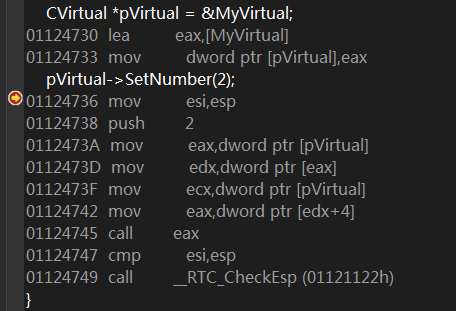 CVirtual *pVirtual = &MyVirtual;
01124730 lea eax,[MyVirtual]
01124733 mov dword ptr [pVirtual],eax
pVirtual->SetNumber(2);
01124736 mov esi,esp
01124738 push 2
0112473A mov eax,dword ptr [pVirtual]
0112473D mov edx,dword ptr [eax]
0112473F mov ecx,dword ptr [pVirtual]
01124742 mov eax,dword ptr [edx+4]
01124745 call eax
01124747 cmp esi,esp
01124749 call __RTC_CheckEsp (01121122h)
}